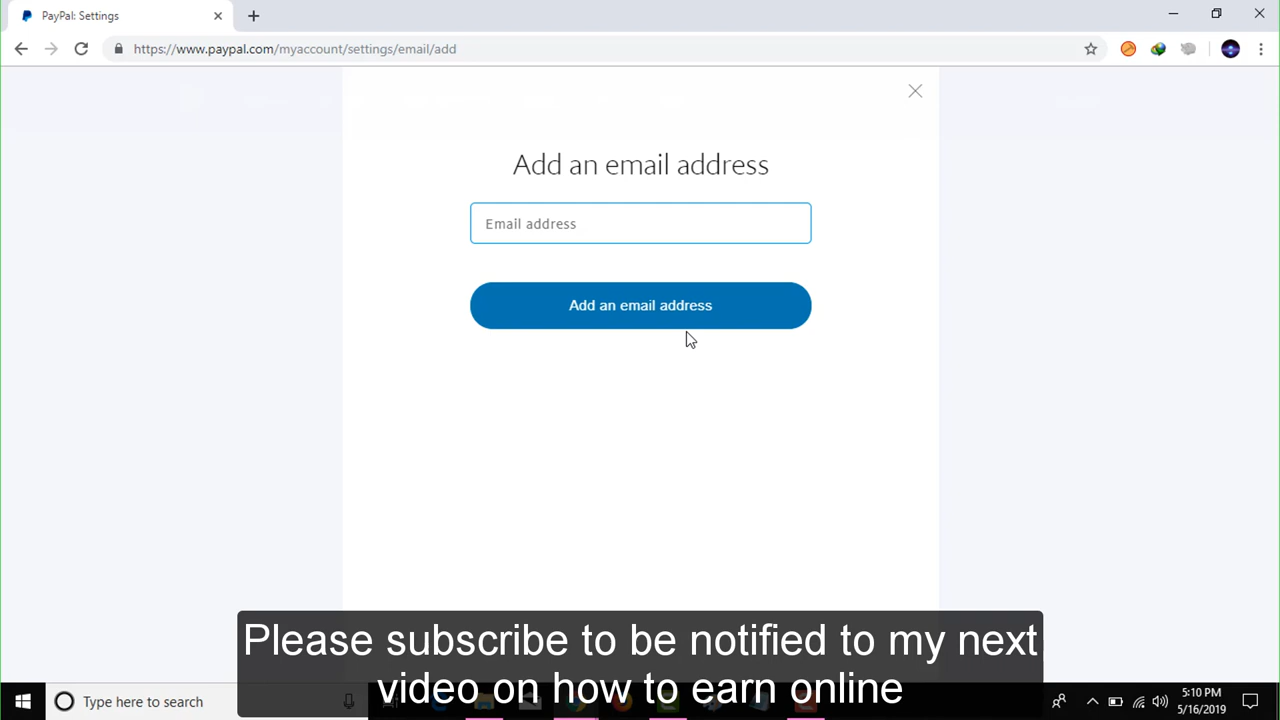 PayPal: Settings
https://www.paypal.com/myaccount/settings/email/add
Add an email address
Email address
Add an email address
Please subscribe to be notified to my next
video on how to earn online
Type here to search
5:10 PM
5/16/2019